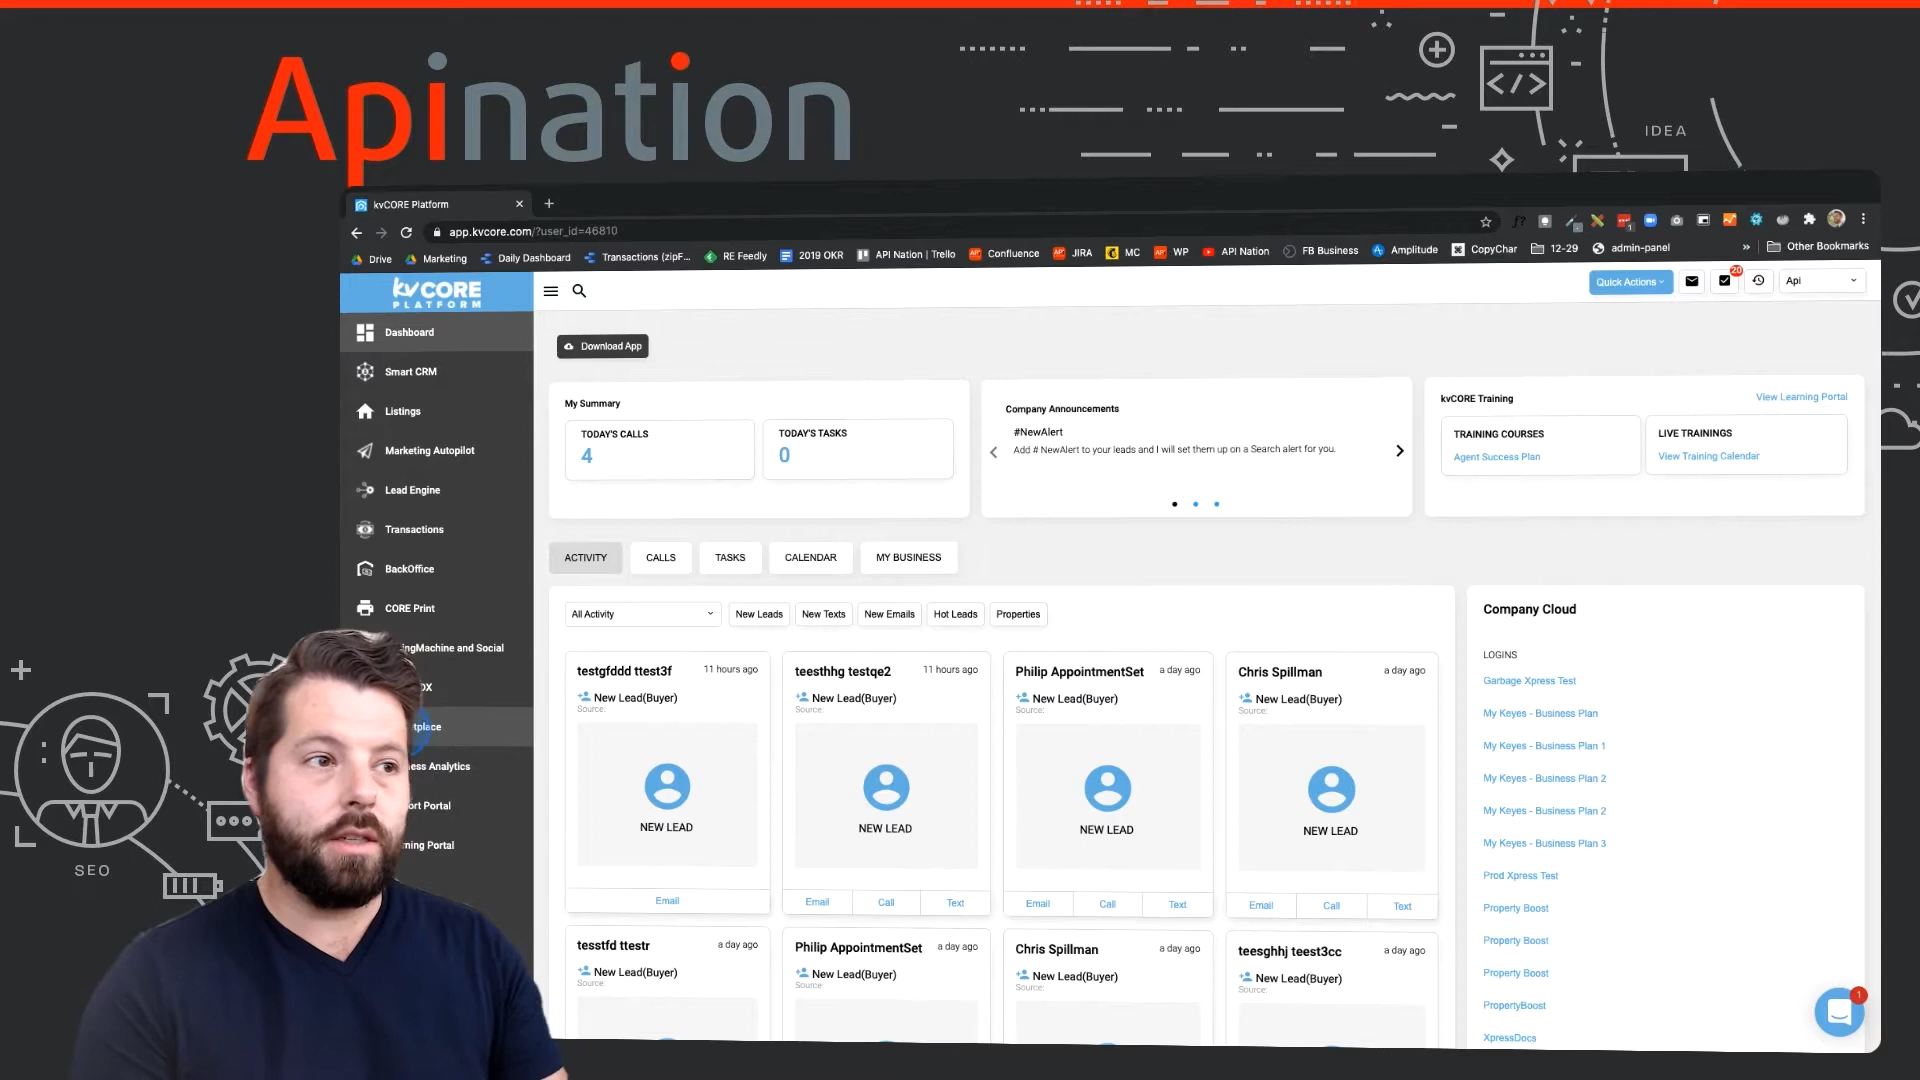 Apination
IDEA
kvCORE Platform
app.kvcore.com/?user_id=46810
Drive
Marketing
Daily Dashboard
Transactions (zipF...
RE Feedly
2019 OKR
API Nation | Trello
Confluence
JIRA
MC
WP
API Nation
FB Business
Amplitude
CopyChar
12-29
admin-panel
»
Other Bookmarks
kvCORE
PLATFORM
Quick Actions
20
Api
Dashboard
Smart CRM
Listings
Marketing Autopilot
Lead Engine
Transactions
BackOffice
CORE Print
ngMachine and Social
OX
tplace
ess Analytics
ort Portal
rning Portal
Download App
My Summary
TODAY'S CALLS
4
TODAY'S TASKS
0
Company Announcements
#NewAlert
Add # NewAlert to your leads and I will set them up on a Search alert for you.
kvCORE Training
View Learning Portal
TRAINING COURSES
Agent Success Plan
LIVE TRAININGS
View Training Calendar
ACTIVITY
CALLS
TASKS
CALENDAR
MY BUSINESS
All Activity
New Leads
New Texts
New Emails
Hot Leads
Properties
testgfddd ttest3f 11 hours ago
New Lead(Buyer)
Source:
NEW LEAD
Email
teesthhg testqe2 11 hours ago
New Lead(Buyer)
Source:
NEW LEAD
Email Call Text
Philip AppointmentSet a day ago
New Lead(Buyer)
Source:
NEW LEAD
Email Call Text
Chris Spillman a day ago
New Lead(Buyer)
Source:
NEW LEAD
Email Call Text
tesstfd ttestr a day ago
New Lead(Buyer)
Source:
Philip AppointmentSet a day ago
New Lead(Buyer)
Source:
Chris Spillman a day ago
New Lead(Buyer)
Source:
teesghhj teest3cc a day ago
New Lead(Buyer)
Source:
Company Cloud
LOGINS
Garbage Xpress Test
My Keyes - Business Plan
My Keyes - Business Plan 1
My Keyes - Business Plan 2
My Keyes - Business Plan 2
My Keyes - Business Plan 3
Prod Xpress Test
Property Boost
Property Boost
Property Boost
PropertyBoost
XpressDocs
1
SEO